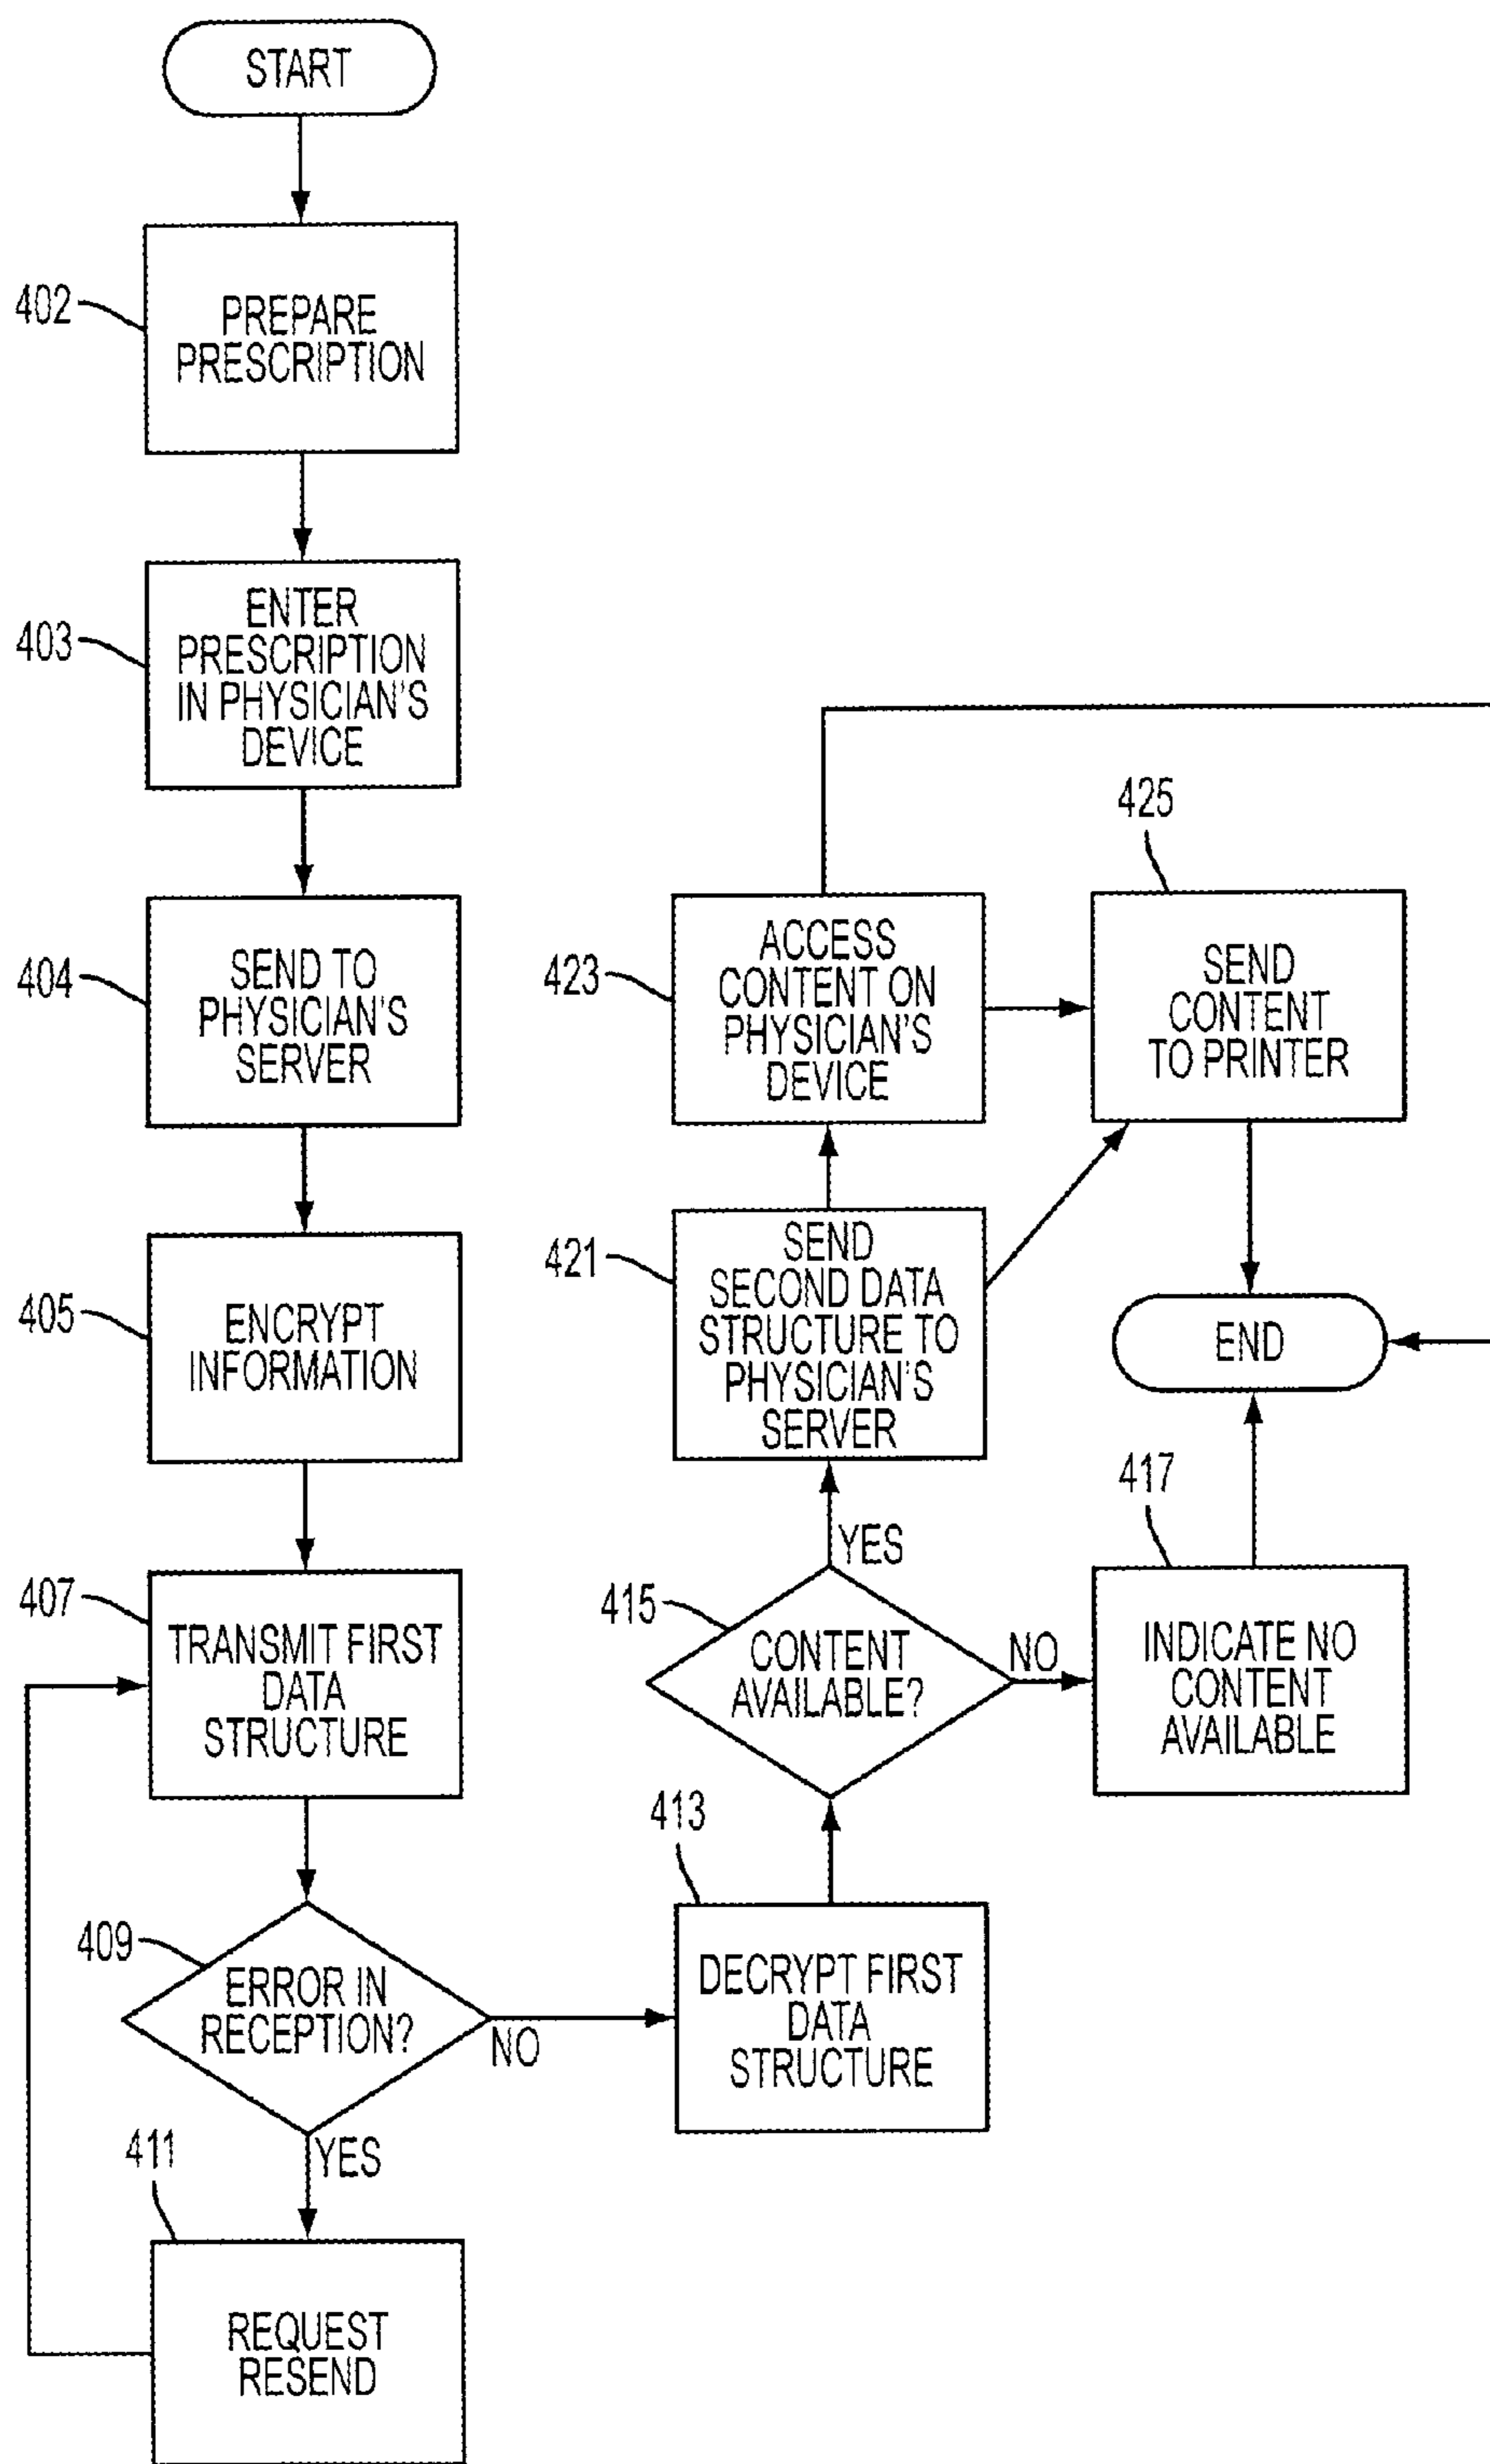 START
402
PREPARE
PRESCRIPTION
403
ENTER
PRESCRIPTION
IN PHYSICIAN'S
DEVICE
404
SEND TO
PHYSICIAN'S
SERVER
405
ENCRYPT
INFORMATION
407
TRANSMIT FIRST
DATA
STRUCTURE
409
ERROR IN
RECEPTION?
NO
YES
411
REQUEST
RESEND
413
DECRYPT FIRST
DATA
STRUCTURE
415
CONTENT
AVAILABLE?
YES
NO
417
INDICATE NO
CONTENT
AVAILABLE
421
SEND
SECOND DATA
STRUCTURE TO
PHYSICIAN'S
SERVER
423
ACCESS
CONTENT ON
PHYSICIAN'S
DEVICE
425
SEND
CONTENT
TO PRINTER
END